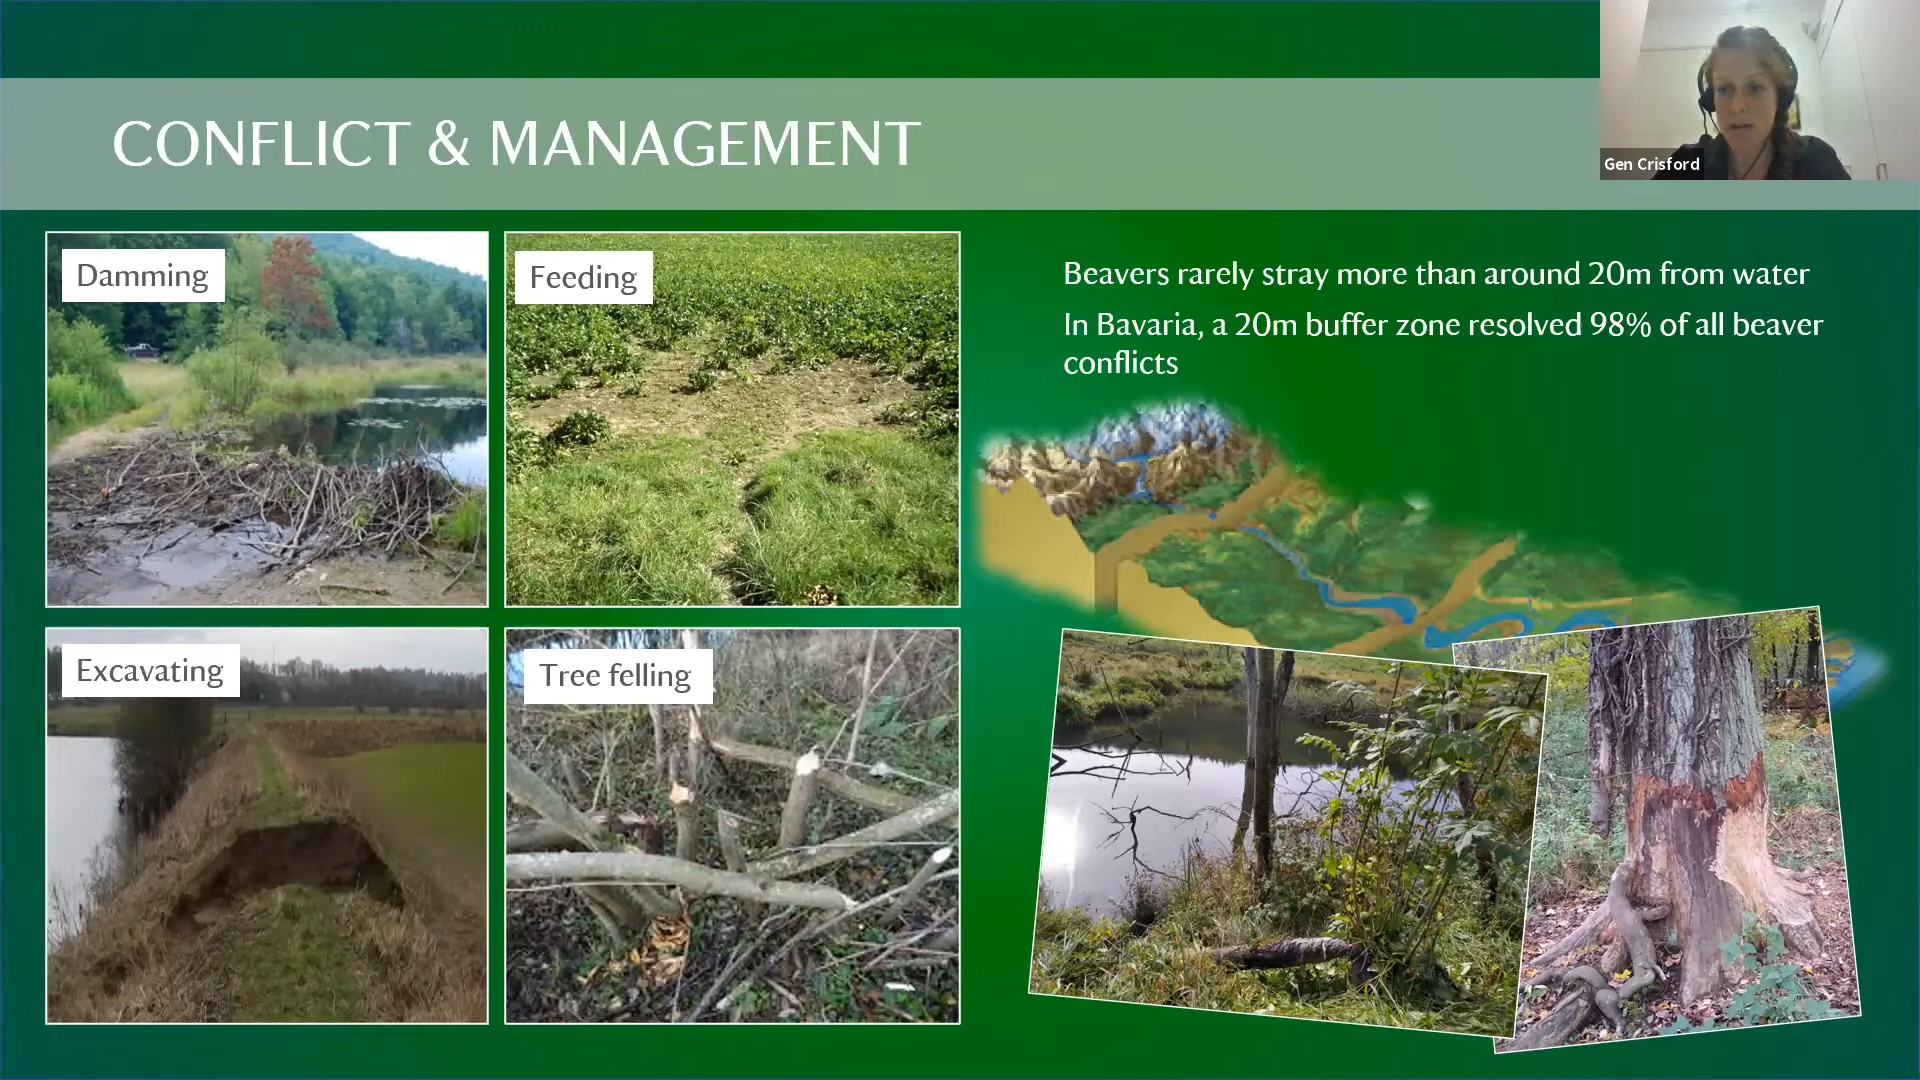 CONFLICT & MANAGEMENT
Gen Crisford
Damming
Feeding
Excavating
Tree felling
Beavers rarely stray more than around 20m from water
In Bavaria, a 20m buffer zone resolved 98% of all beaver
conflicts